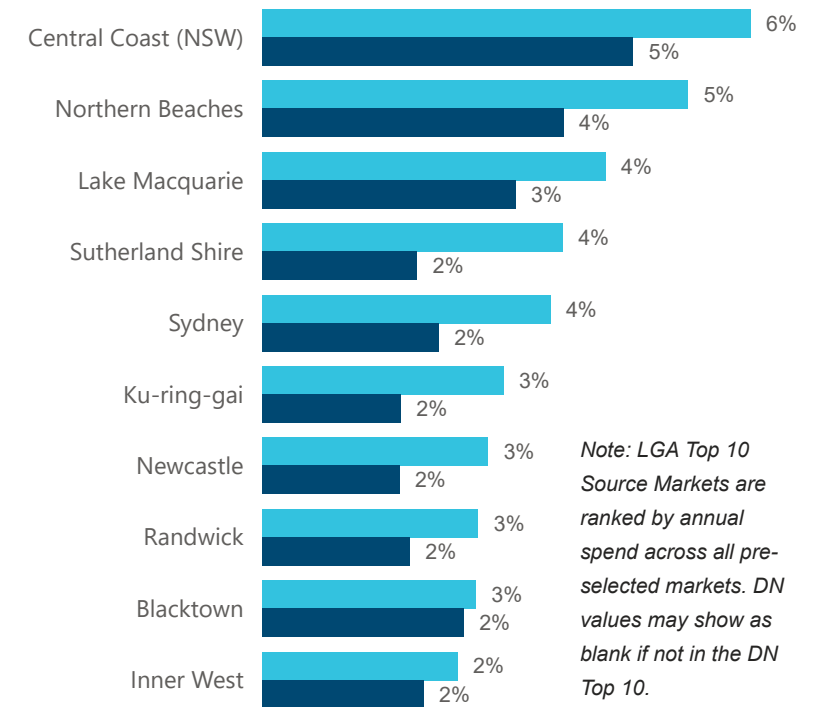 Central Coast (NSW)
6%
5%
Northern Beaches
5%
4%
Lake Macquarie
4%
3%
Sutherland Shire
4%
2%
Sydney
4%
2%
Ku-ring-gai
3%
2%
Newcastle
3%
2%
Randwick
3%
2%
Blacktown
3%
2%
Inner West
2%
2%
Note: LGA Top 10
Source Markets are
ranked by annual
spend across all pre-
selected markets. DN
values may show as
blank if not in the DN
Top 10.